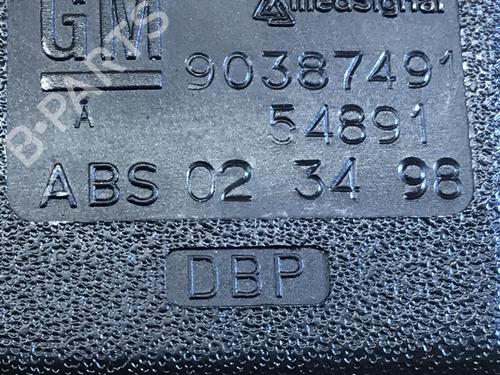 GM AlliedSignal
90387491
A 54891
ABS 02 34 98
DBP
B-PARTS